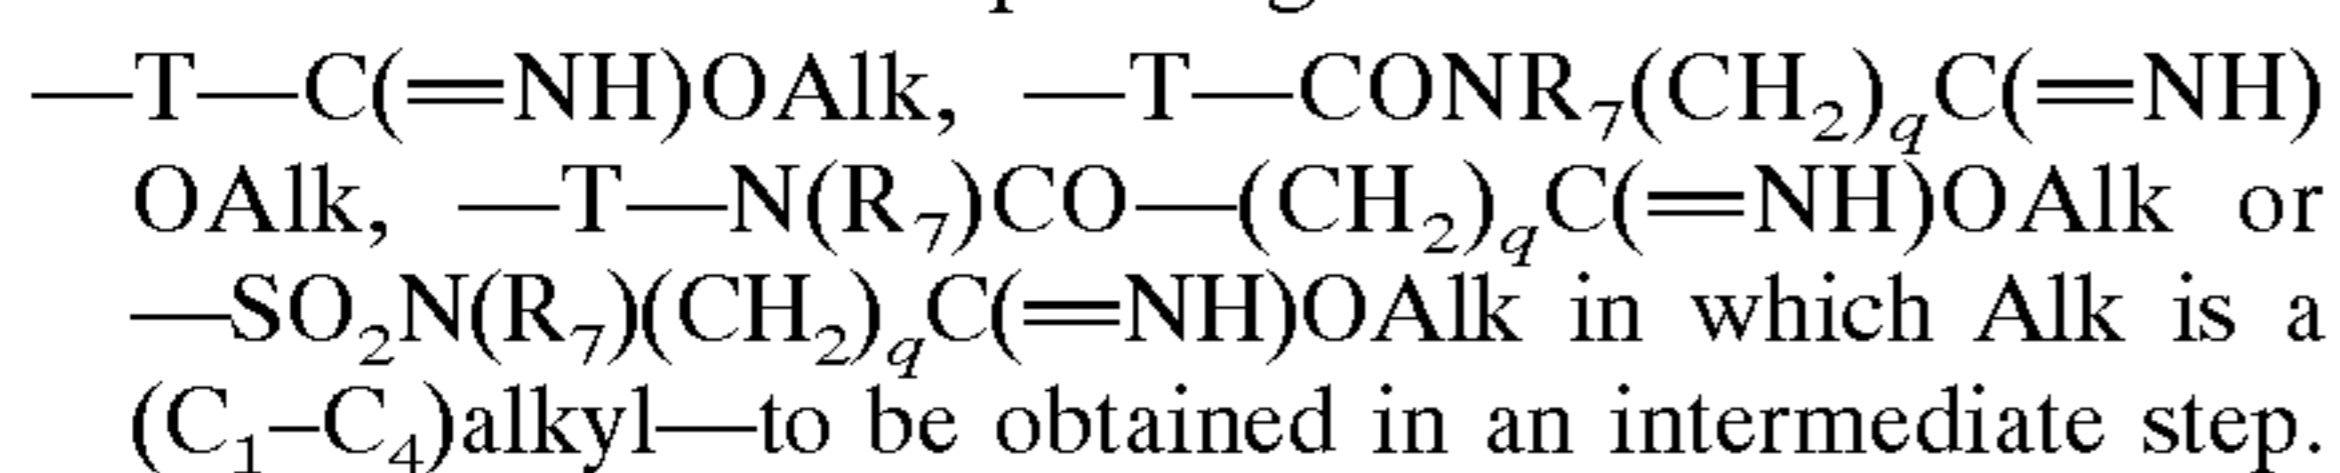 —T—C(=NH)OAlk, —T—CONR₇(CH₂)qC(=NH)
OAlk, —T—N(R₇)CO—(CH₂)qC(=NH)OAlk or
—SO₂N(R₇)(CH₂)qC(=NH)OAlk in which Alk is a
(C₁–C₄)alkyl—to be obtained in an intermediate step.